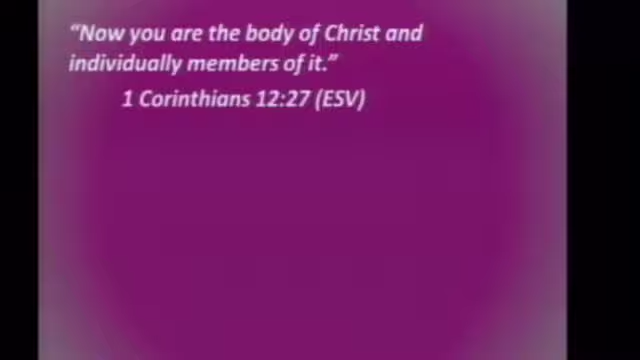 “Now you are the body of Christ and
individually members of it.”
1 Corinthians 12:27 (ESV)